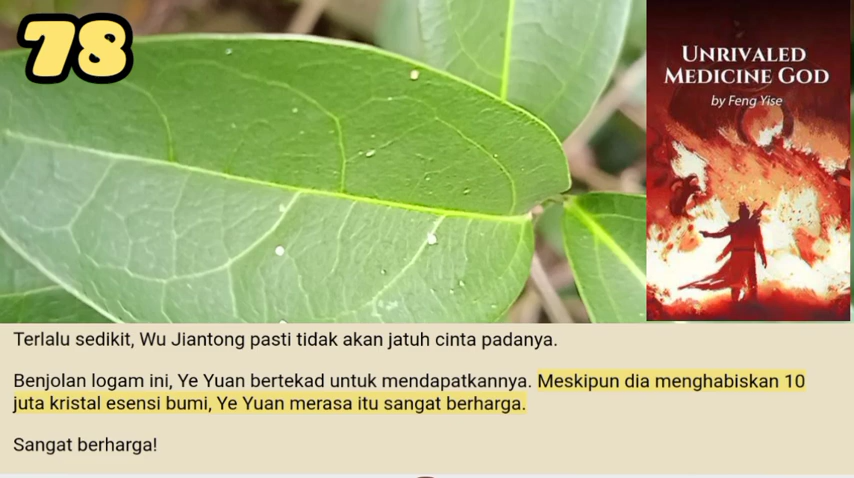 78
UNRIVALED
MEDICINE GOD
by Feng Yise
Terlalu sedikit, Wu Jiantong pasti tidak akan jatuh cinta padanya.
Benjolan logam ini, Ye Yuan bertekad untuk mendapatkannya. Meskipun dia menghabiskan 10
juta kristal esensi bumi, Ye Yuan merasa itu sangat berharga.
Sangat berharga!